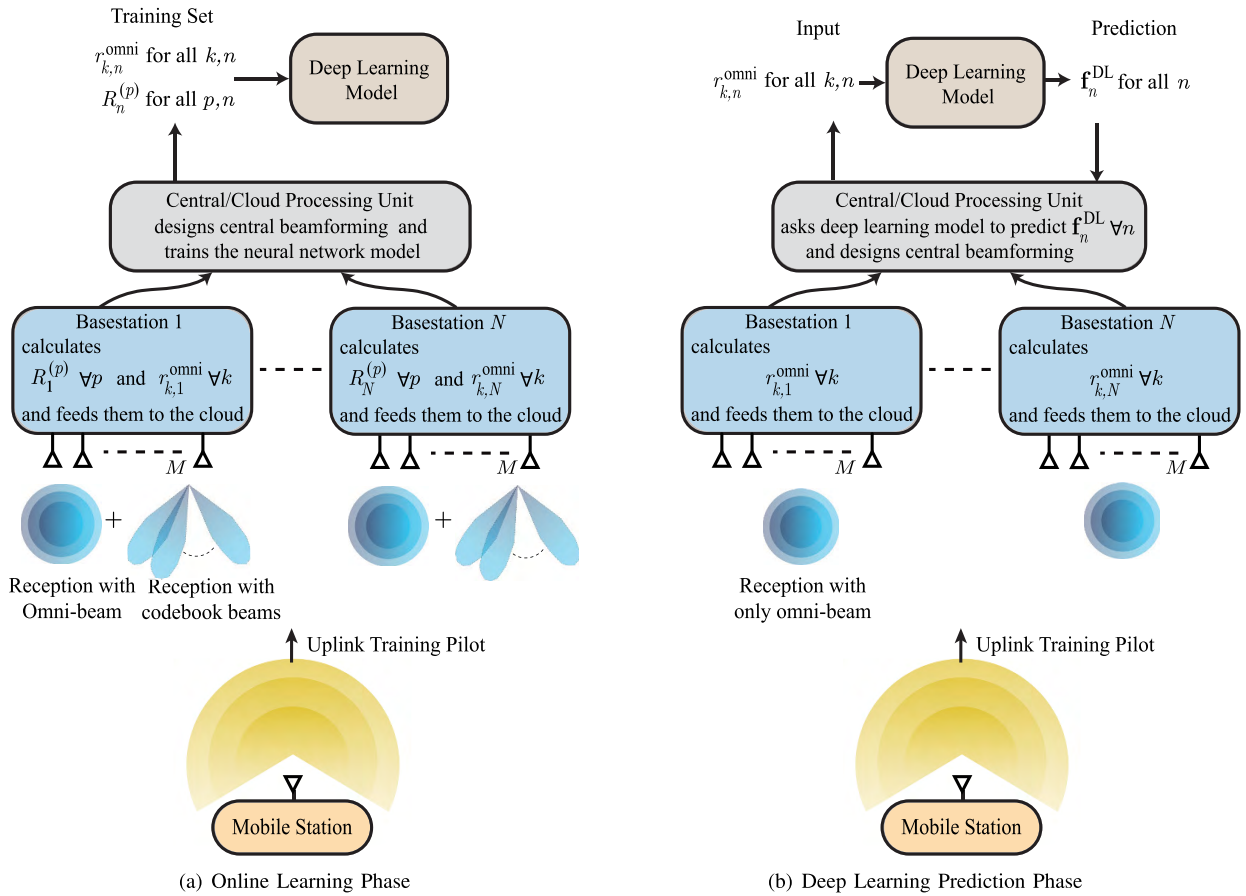 Training Set
r_{k,n}^{omni} for all k,n
R_n^{(p)} for all p,n
Deep Learning
Model
Central/Cloud Processing Unit
designs central beamforming and
trains the neural network model
Basestation 1
calculates
R_1^{(p)} ∀p and r_{k,1}^{omni} ∀k
and feeds them to the cloud
Basestation N
calculates
R_N^{(p)} ∀p and r_{k,N}^{omni} ∀k
and feeds them to the cloud
M
M
+
+
Reception with
Omni-beam
Reception with
codebook beams
Uplink Training Pilot
Mobile Station
(a) Online Learning Phase
Input
r_{k,n}^{omni} for all k,n
Deep Learning
Model
Prediction
f_n^{DL} for all n
Central/Cloud Processing Unit
asks deep learning model to predict f_n^{DL} ∀n
and designs central beamforming
Basestation 1
calculates
r_{k,1}^{omni} ∀k
and feeds them to the cloud
Basestation N
calculates
r_{k,N}^{omni} ∀k
and feeds them to the cloud
M
M
Reception with
only omni-beam
Uplink Training Pilot
Mobile Station
(b) Deep Learning Prediction Phase